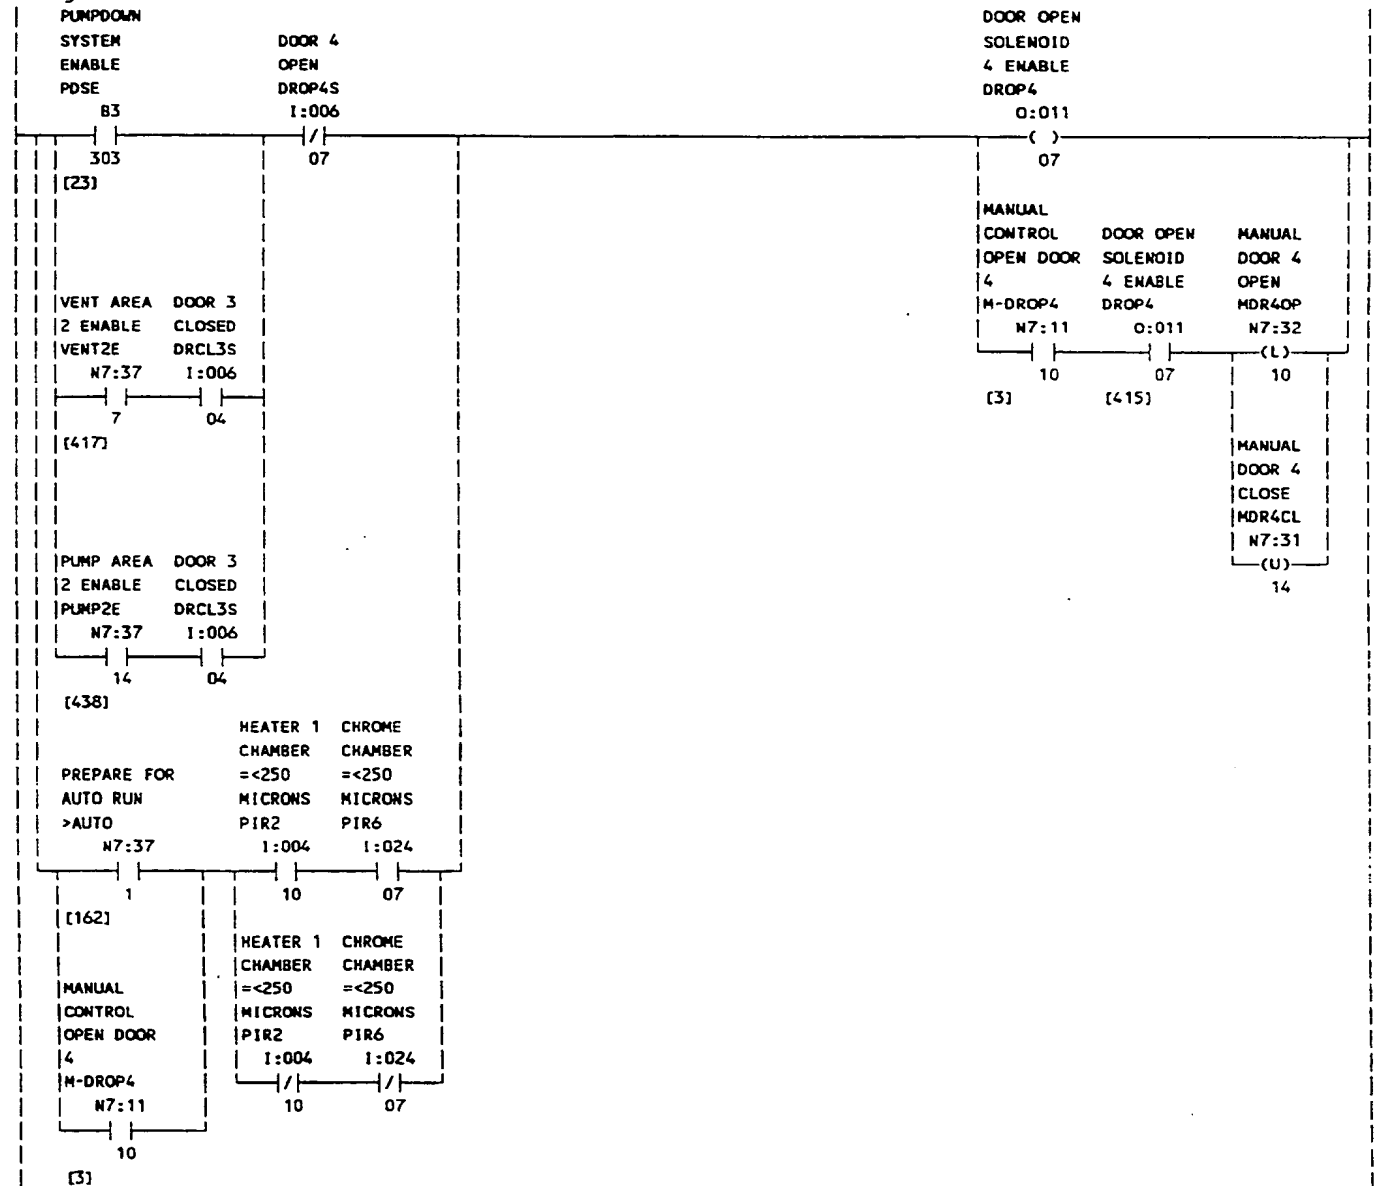 PUMPDOWN
SYSTEM
ENABLE
PDSE
B3
303
[23]
DOOR 4
OPEN
DROP4S
I:006
07
DOOR OPEN
SOLENOID
4 ENABLE
DROP4
O:011
( )
07
VENT AREA
2 ENABLE
VENT2E
N7:37
7
[417]
DOOR 3
CLOSED
DRCL3S
I:006
04
MANUAL
CONTROL
OPEN DOOR
4
M-DROP4
N7:11
10
[3]
DOOR OPEN
SOLENOID
4 ENABLE
DROP4
O:011
07
[415]
MANUAL
DOOR 4
OPEN
MDR4OP
N7:32
(L)
10
MANUAL
DOOR 4
CLOSE
MDR4CL
N7:31
(U)
14
PUMP AREA
2 ENABLE
PUMP2E
N7:37
14
[438]
DOOR 3
CLOSED
DRCL3S
I:006
04
PREPARE FOR
AUTO RUN
>AUTO
N7:37
1
[162]
HEATER 1
CHAMBER
=<250
MICRONS
PIR2
I:004
10
CHROME
CHAMBER
=<250
MICRONS
PIR6
I:024
07
MANUAL
CONTROL
OPEN DOOR
4
M-DROP4
N7:11
10
[3]
HEATER 1
CHAMBER
=<250
MICRONS
PIR2
I:004
10
CHROME
CHAMBER
=<250
MICRONS
PIR6
I:024
07